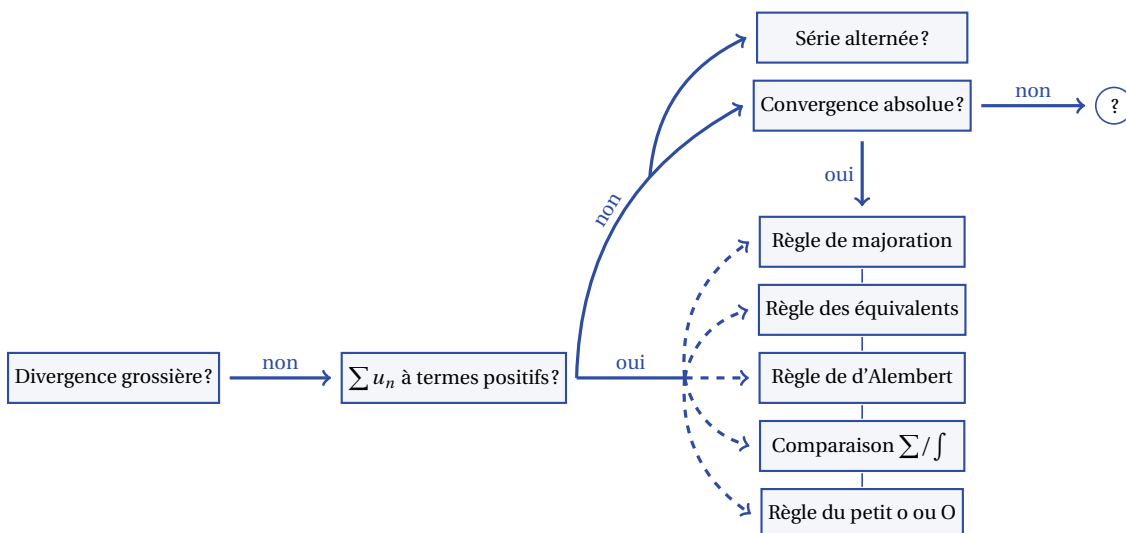 Série alternée ?
Convergence absolue ?
non
?
oui
non
Règle de majoration
Règle des équivalents
Divergence grossière ?
non
∑ uₙ à termes positifs ?
oui
Règle de d'Alembert
Comparaison ∑ / ∫
Règle du petit o ou O